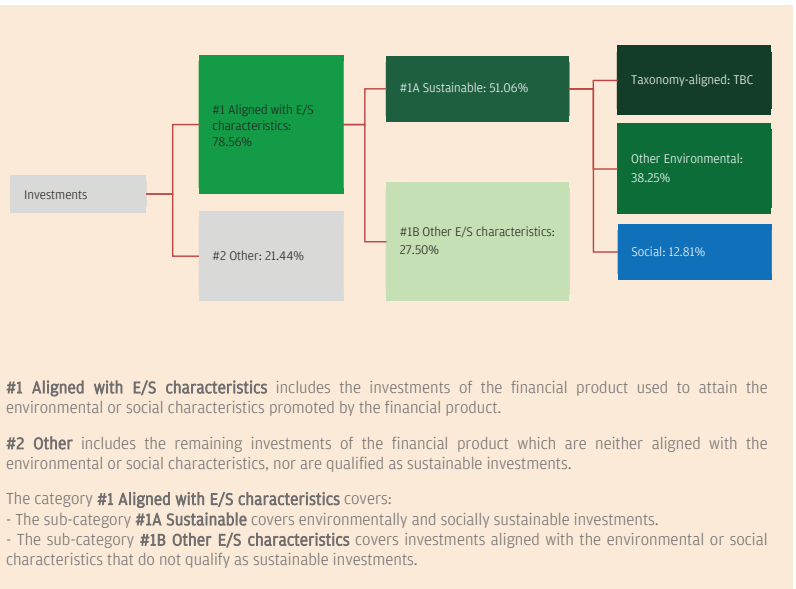 Investments
#1 Aligned with E/S
characteristics:
78.56%
#2 Other: 21.44%
#1A Sustainable: 51.06%
#1B Other E/S characteristics:
27.50%
Taxonomy-aligned: TBC
Other Environmental:
38.25%
Social: 12.81%
#1 Aligned with E/S characteristics includes the investments of the financial product used to attain the
environmental or social characteristics promoted by the financial product.
#2 Other includes the remaining investments of the financial product which are neither aligned with the
environmental or social characteristics, nor are qualified as sustainable investments.
The category #1 Aligned with E/S characteristics covers:
- The sub-category #1A Sustainable covers environmentally and socially sustainable investments.
- The sub-category #1B Other E/S characteristics covers investments aligned with the environmental or social
characteristics that do not qualify as sustainable investments.